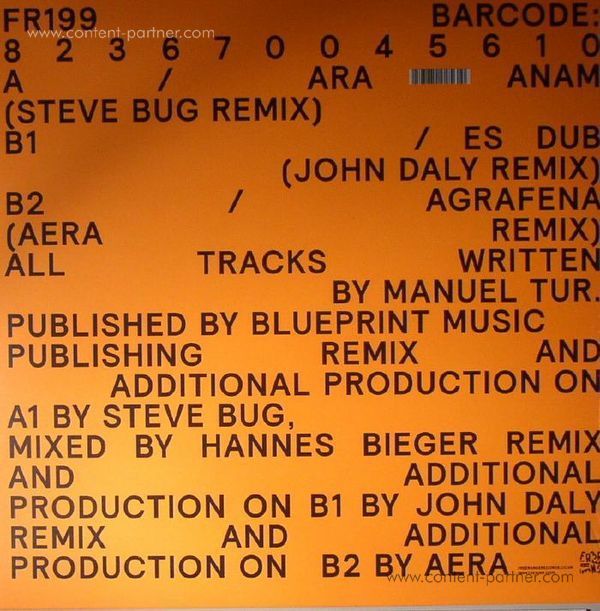 FR199 BARCODE:
www.content-partner.com
8 2 3 6 7 0 0 4 5 6 1 0
A / ARA ANAM
(STEVE BUG REMIX)
B1 / ES DUB
(JOHN DALY REMIX)
B2 / AGRAFENA
(AERA REMIX)
ALL TRACKS WRITTEN
BY MANUEL TUR.
PUBLISHED BY BLUEPRINT MUSIC
PUBLISHING REMIX AND
ADDITIONAL PRODUCTION ON
A1 BY STEVE BUG,
MIXED BY HANNES BIEGER REMIX
AND ADDITIONAL
PRODUCTION ON B1 BY JOHN DALY
REMIX AND ADDITIONAL
PRODUCTION ON B2 BY AERA
www.content-partner.com